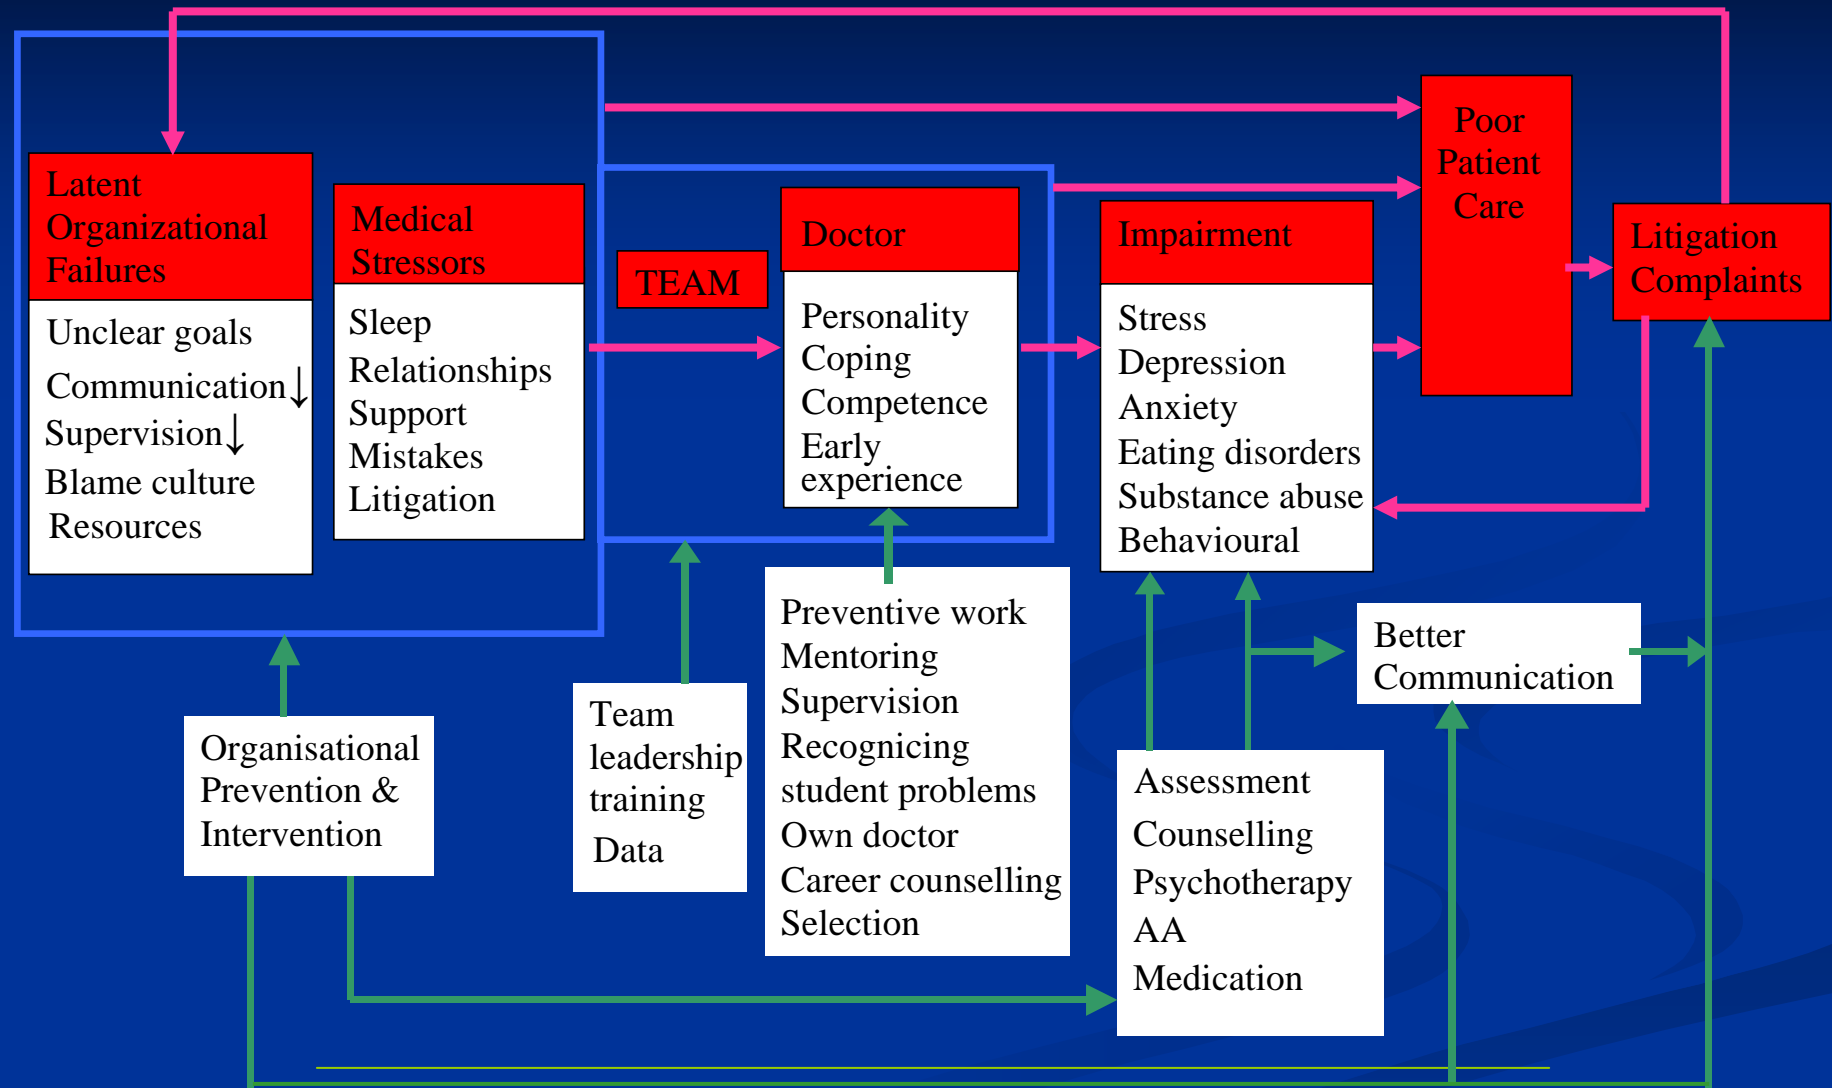 Latent
Organizational
Failures
Unclear goals
Communication↓
Supervision↓
Blame culture
Resources
Medical
Stressors
Sleep
Relationships
Support
Mistakes
Litigation
TEAM
Doctor
Personality
Coping
Competence
Early
experience
Impairment
Stress
Depression
Anxiety
Eating disorders
Substance abuse
Behavioural
Poor
Patient
Care
Litigation
Complaints
Organisational
Prevention &
Intervention
Team
leadership
training
Data
Preventive work
Mentoring
Supervision
Recognicing
student problems
Own doctor
Career counselling
Selection
Assessment
Counselling
Psychotherapy
AA
Medication
Better
Communication